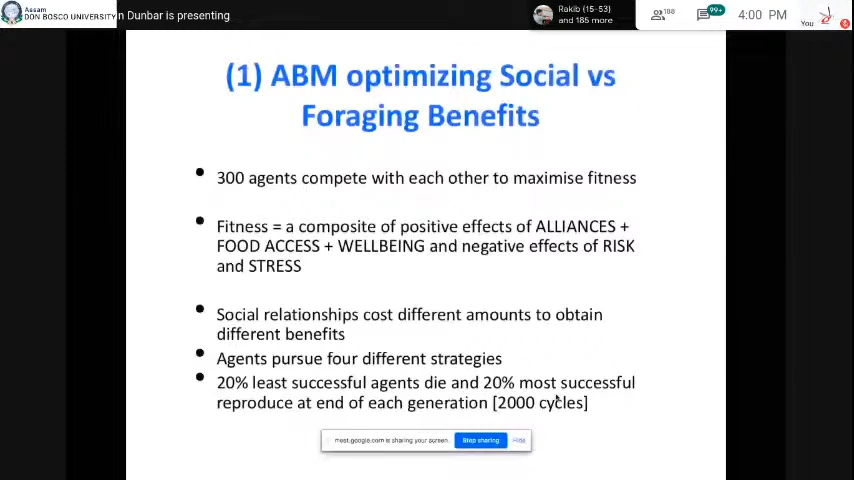 Assam
DON BOSCO UNIVERSITY
n Dunbar is presenting
Rakib (15-53)
and 185 more
188
99+
4:00 PM
You
(1) ABM optimizing Social vs
Foraging Benefits
• 300 agents compete with each other to maximise fitness
• Fitness = a composite of positive effects of ALLIANCES +
FOOD ACCESS + WELLBEING and negative effects of RISK
and STRESS
• Social relationships cost different amounts to obtain
different benefits
• Agents pursue four different strategies
• 20% least successful agents die and 20% most successful
reproduce at end of each generation [2000 cycles]
meet.google.com is sharing your screen.
Stop sharing
Hide